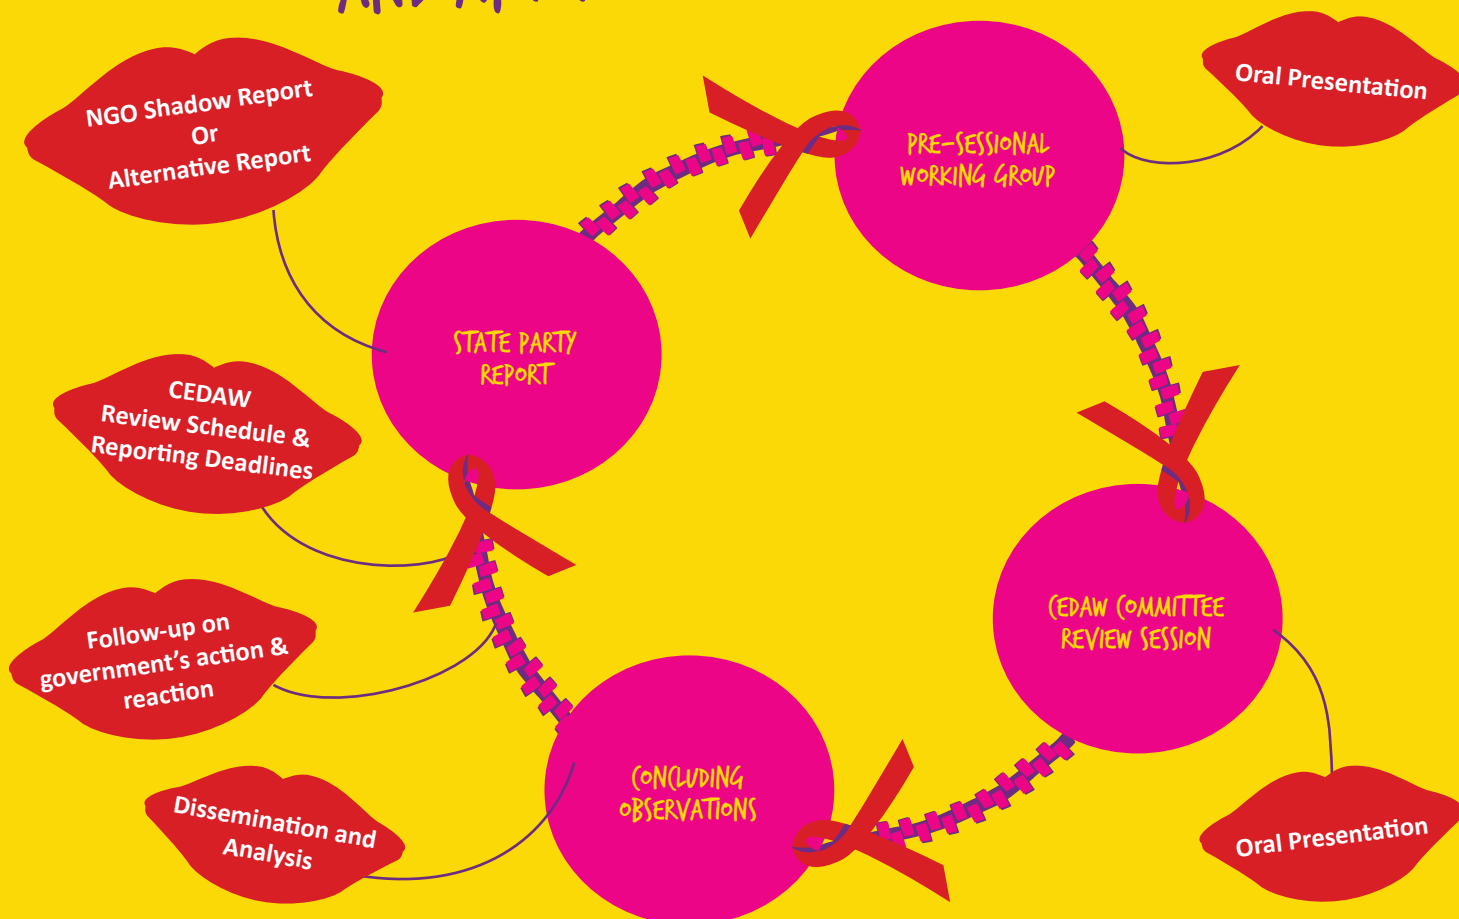 NGO Shadow Report
Or
Alternative Report
PRE-SESSIONAL
WORKING GROUP
Oral Presentation
STATE PARTY
REPORT
CEDAW
Review Schedule &
Reporting Deadlines
CEDAW COMMITTEE
REVIEW SESSION
Follow-up on
government's action &
reaction
CONCLUDING
OBSERVATIONS
Dissemination and
Analysis
Oral Presentation